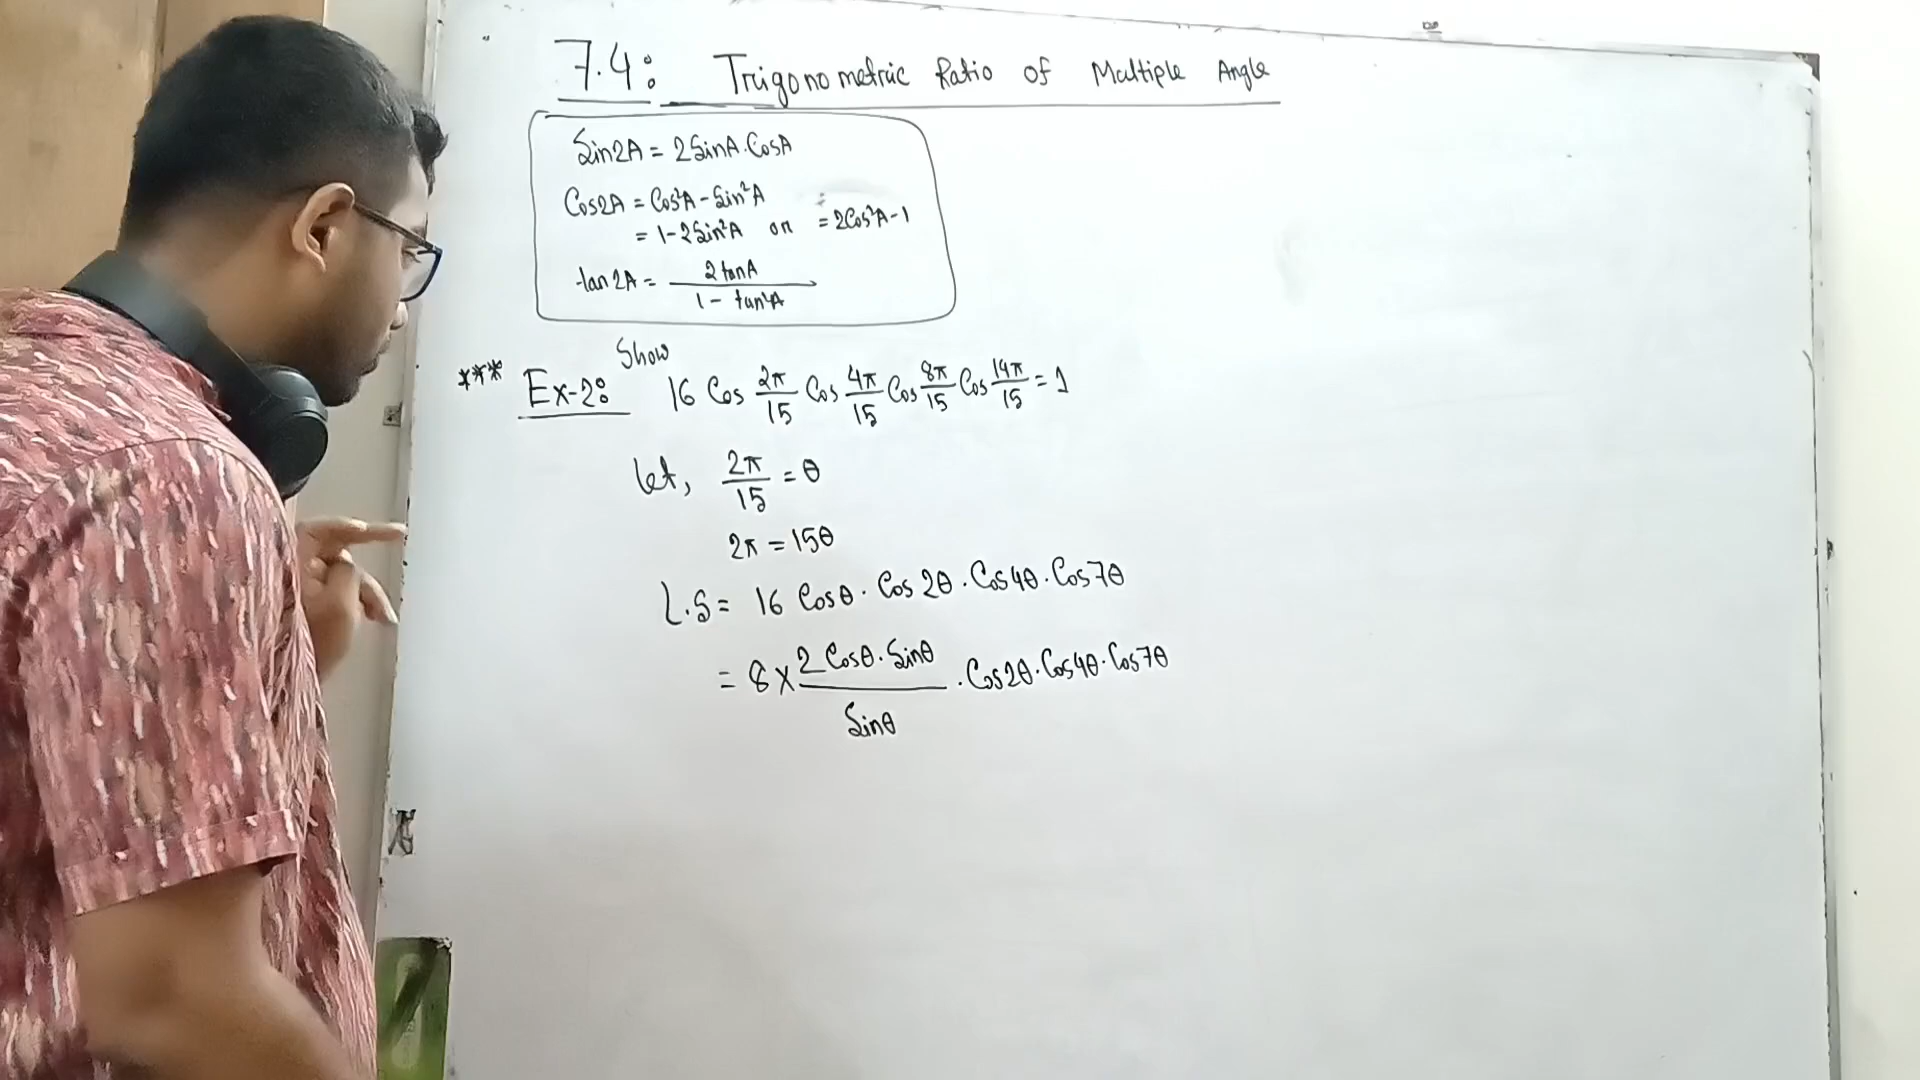 7.4: Trigonometric Ratio of Multiple Angle
Sin2A = 2SinA.CosA
Cos2A = Cos²A - Sin²A
= 1-2Sin²A or = 2Cos²A-1
tan2A = 2tanA / 1 - tan²A
*** Ex-2: Show 16 Cos 2π/15 Cos 4π/15 Cos 8π/15 Cos 14π/15 = 1
Let, 2π/15 = θ
2π = 15θ
L.S = 16 Cosθ. Cos 2θ. Cos4θ. Cos7θ
= 8 x 2 Cosθ. Sinθ / Sinθ . Cos2θ. Cos4θ. Cos7θ